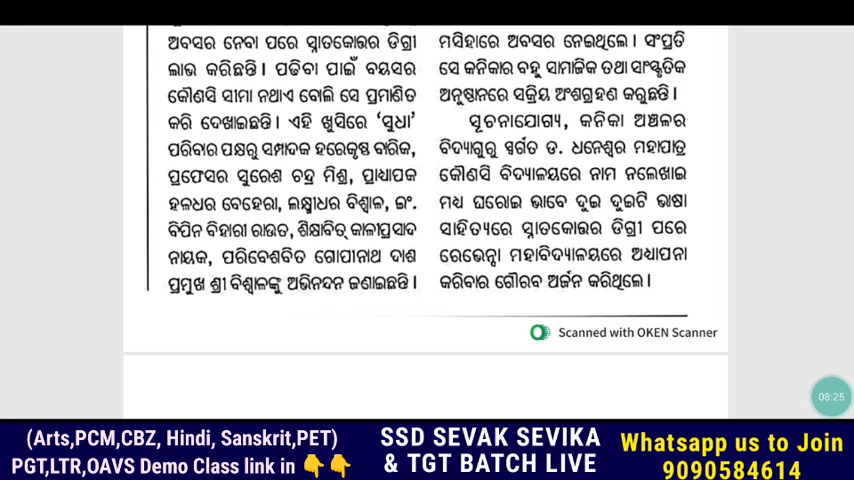 ଅବସର ନେବା ପରେ ସ୍ନାତକୋତ୍ତର ଡିଗ୍ରୀ
ଲାଭ କରିଛନ୍ତି । ପଢିବା ପାଇଁ ବୟସର
କୌଣସି ସୀମା ନଥାଏ ବୋଲି ସେ ପ୍ରମାଣିତ
କରି ଦେଖାଇଛନ୍ତି । ଏହି ଖୁସିରେ ‘ସୁଧା’
ପରିବାର ପକ୍ଷରୁ ସମ୍ପାଦକ ହରେକୃଷ୍ଣ ବାରିକ,
ପ୍ରଫେସର ସୁରେଶ ଚନ୍ଦ୍ର ମିଶ୍ର, ପ୍ରାଧ୍ୟାପକ
ହଳଧର ବେହେରା, ଲକ୍ଷ୍ମୀଧର ବିଶ୍ୱାଳ, ଇଂ.
ବିପିନ ବିହାରୀ ରାଉତ, ଶିକ୍ଷାବିତ୍ କାଳୀପ୍ରସାଦ
ନାୟକ, ପରିବେଶବିତ ଗୋପୀନାଥ ଦାଶ
ପ୍ରମୁଖ ଶ୍ରୀ ବିଶ୍ୱାଳଙ୍କୁ ଅଭିନନ୍ଦନ ଜଣାଇଛନ୍ତି ।
ମସିହାରେ ଅବସର ନେଇଥିଲେ । ସଂପ୍ରତି
ସେ କନିକାର ବହୁ ସାମାଜିକ ତଥା ସାଂସ୍କୃତିକ
ଅନୁଷ୍ଠାନରେ ସକ୍ରିୟ ଅଂଶଗ୍ରହଣ କରୁଛନ୍ତି ।
ସୂଚନାଯୋଗ୍ୟ, କନିକା ଅଞ୍ଚଳର
ବିଦ୍ୟାଗୁରୁ ସ୍ୱର୍ଗତ ଡ. ଧନେଶ୍ୱର ମହାପାତ୍ର
କୌଣସି ବିଦ୍ୟାଳୟରେ ନାମ ନଲେଖାଇ
ମଧ୍ୟ ଘରୋଇ ଭାବେ ଦୁଇ ଦୁଇଟି ଭାଷା
ସାହିତ୍ୟରେ ସ୍ନାତକୋତ୍ତର ଡିଗ୍ରୀ ପରେ
ରେଭେନ୍ସା ମହାବିଦ୍ୟାଳୟରେ ଅଧ୍ୟାପନା
କରିବାର ଗୌରବ ଅର୍ଜନ କରିଥିଲେ ।
Scanned with OKEN Scanner
08:25
(Arts,PCM,CBZ, Hindi, Sanskrit,PET)
PGT,LTR,OAVS Demo Class link in 👇👇
SSD SEVAK SEVIKA
& TGT BATCH LIVE
Whatsapp us to Join
9090584614